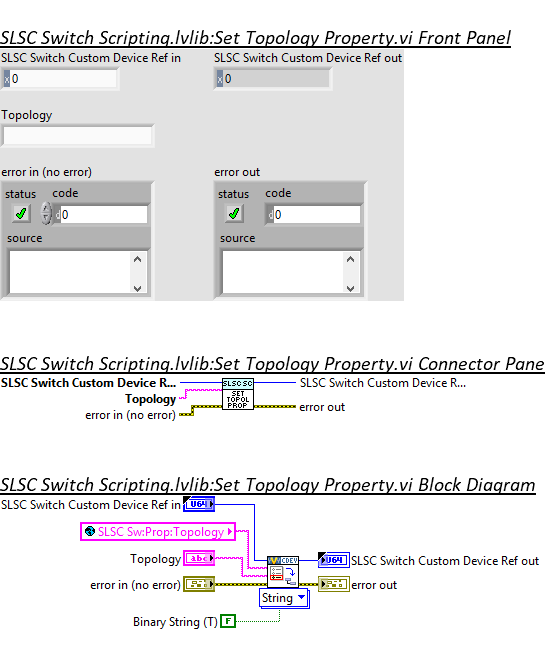 SLSC Switch Scripting.lvlib:Set Topology Property.vi Front Panel
SLSC Switch Custom Device Ref in SLSC Switch Custom Device Ref out
x 0 x 0
Topology
error in (no error) error out
status code status code
d 0 d 0
source source
SLSC Switch Scripting.lvlib:Set Topology Property.vi Connector Pane
SLSC Switch Custom Device R... SLSC Switch Custom Device R...
SLSC SC
SET
Topology TOPOL
PROP
error in (no error) error out
SLSC Switch Scripting.lvlib:Set Topology Property.vi Block Diagram
SLSC Switch Custom Device Ref in U64
SLSC Sw:Prop:Topology
Topology abc CDEV U64 SLSC Switch Custom Device Ref out
error in (no error) error out
String
Binary String (T) F